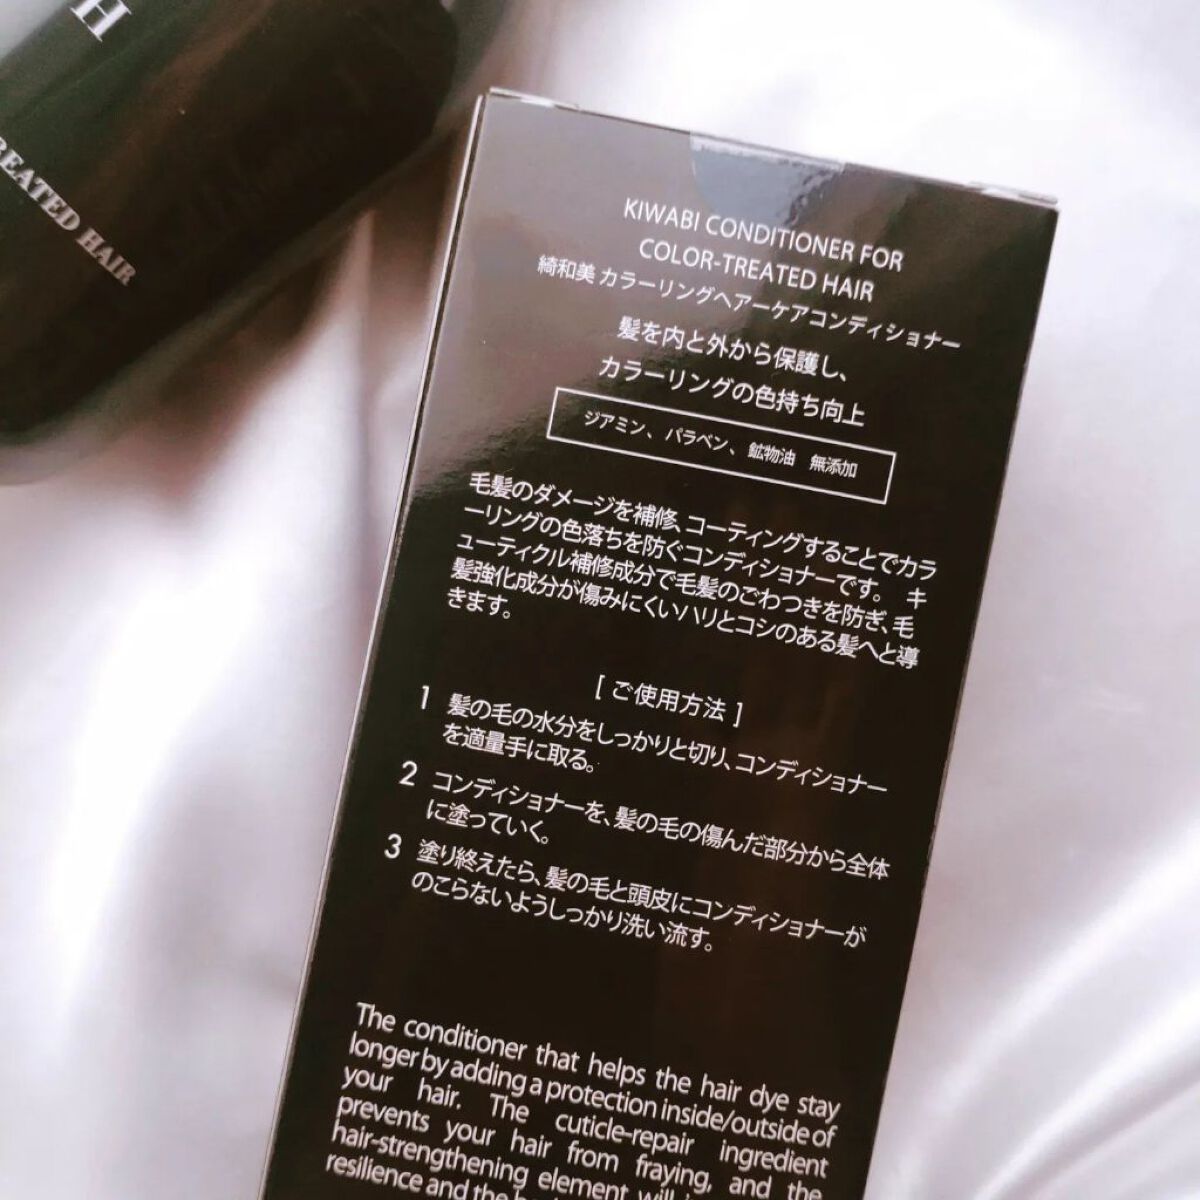 H
REATED HAIR
KIWABI CONDITIONER FOR
COLOR-TREATED HAIR
綺和美 カラーリングヘアーケアコンディショナー
髪を内と外から保護し、
カラーリングの色持ち向上
ジアミン、パラベン、鉱物油 無添加
毛髪のダメージを補修、コーティングすることでカラ
ーリングの色落ちを防ぐコンディショナーです。 キ
ューティクル補修成分で毛髪のごわつきを防ぎ、毛
髪強化成分が傷みにくいハリとコシのある髪へと導
きます。
[ ご使用方法 ]
1 髪の毛の水分をしっかりと切り、コンディショナー
を適量手に取る。
2 コンディショナーを、髪の毛の傷んだ部分から全体
に塗っていく。
3 塗り終えたら、髪の毛と頭皮にコンディショナーが
のこらないようしっかり洗い流す。
The conditioner that helps the hair dye stay
longer by adding a protection inside/outside of
your hair. The cuticle-repair ingredient
prevents your hair from fraying, and the
hair-strengthening element will
resilience and the